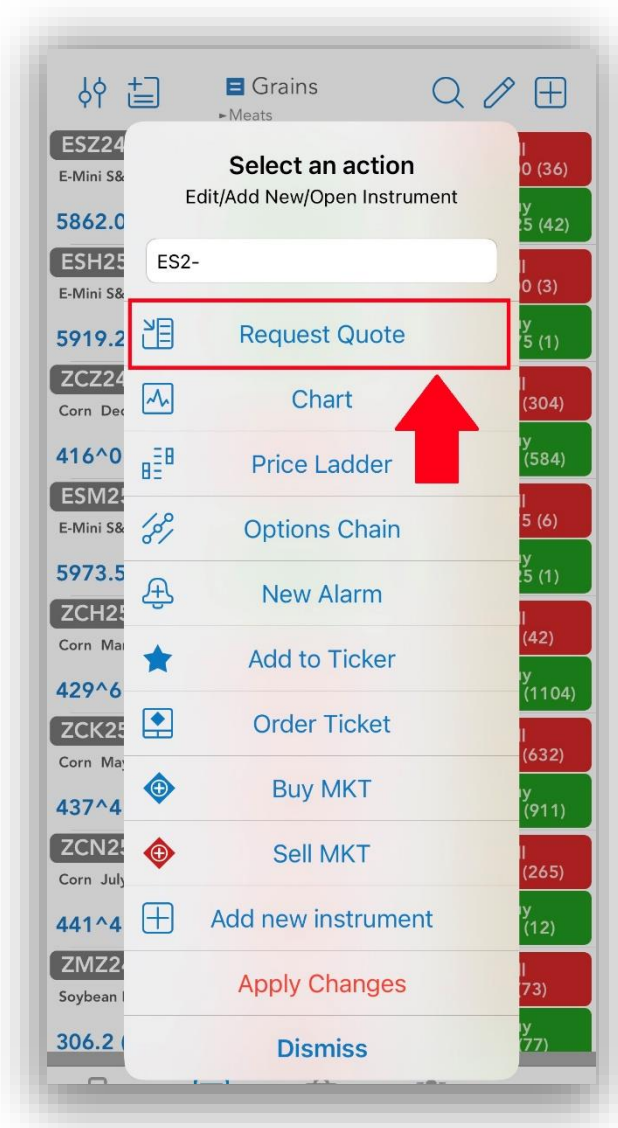 Grains
►Meats
ESZ24
Select an action
0 (36)
E-Mini S&
Edit/Add New/Open Instrument
5862.0
25 (42)
ESH25
ES2-
E-Mini S&
0 (3)
5919.2
Request Quote
75 (1)
ZCZ24
Corn Dec
Chart
(304)
416^0
Price Ladder
(584)
ESM25
E-Mini S&
Options Chain
5 (6)
5973.5
25 (1)
New Alarm
ZCH25
Corn Mar
(42)
Add to Ticker
429^6
(1104)
ZCK25
Order Ticket
Corn May
(632)
437^4
Buy MKT
(911)
ZCN25
Sell MKT
Corn July
(265)
441^4
Add new instrument
(12)
ZMZ24
Soybean
Apply Changes
(73)
306.2 (
Dismiss
(77)